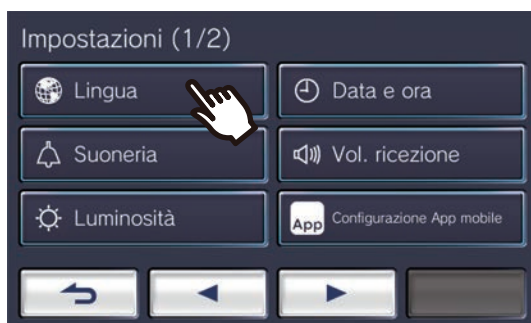 Impostazioni (1/2)
Lingua
Data e ora
Suoneria
Vol. ricezione
Luminosità
App
Configurazione App mobile